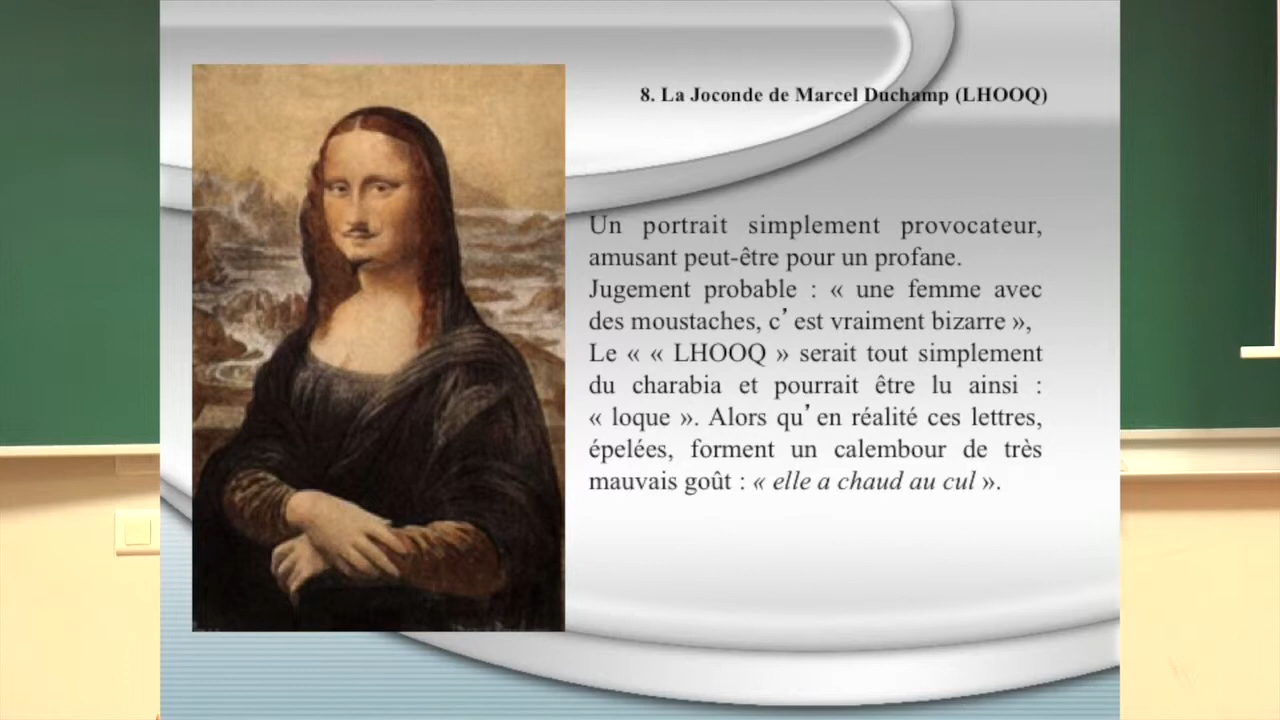 8. La Joconde de Marcel Duchamp (LHOOQ)
Un portrait simplement provocateur,
amusant peut-être pour un profane.
Jugement probable : « une femme avec
des moustaches, c’ est vraiment bizarre »,
Le « « LHOOQ » serait tout simplement
du charabia et pourrait être lu ainsi :
« loque ». Alors qu’ en réalité ces lettres,
épelées, forment un calembour de très
mauvais goût : « elle a chaud au cul ».